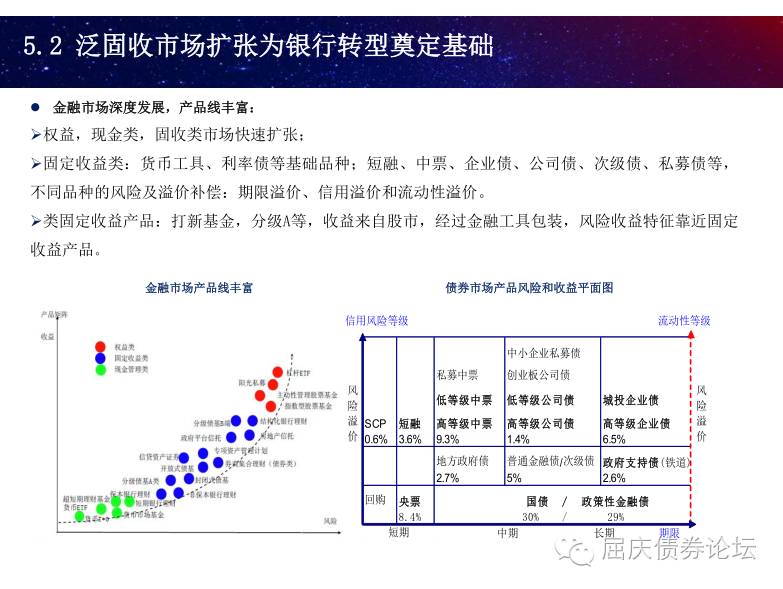 5.2 泛固收市场扩张为银行转型奠定基础
● 金融市场深度发展，产品线丰富：
➢权益，现金类，固收类市场快速扩张；
➢固定收益类：货币工具、利率债等基础品种；短融、中票、企业债、公司债、次级债、私募债等，
不同品种的风险及溢价补偿：期限溢价、信用溢价和流动性溢价。
➢类固定收益产品：打新基金，分级A等，收益来自股市，经过金融工具包装，风险收益特征靠近固定
收益产品。
金融市场产品线丰富
产品矩阵
收益
权益类
固定收益类
现金管理类
杠杆ETF
阳光私募
主动性管理股票基金
指数型股票基金
分级债基B端
结构化银行理财
政府平台信托
房地产信托
专项资产管理计划
信贷资产证券
券商集合理财（债券类）
开放式债基
分级债基A类
封闭式债基
保本银行理财
非保本银行理财
超短期理财基金
短期银行理财
货币ETF
货币市场基金
风险
债券市场产品风险和收益平面图
信用风险等级
流动性等级
风险溢价
风险溢价
中小企业私募债
私募中票
创业板公司债
低等级中票
低等级公司债
城投企业债
SCP
短融
高等级中票
高等级公司债
高等级企业债
0.6%
3.6%
9.3%
1.4%
6.5%
地方政府债
普通金融债/次级债
政府支持债(铁道)
2.7%
5%
2.6%
回购
央票
国债 / 政策性金融债
8.4%
30% / 29%
短期
中期
长期
期限
屈庆债券论坛